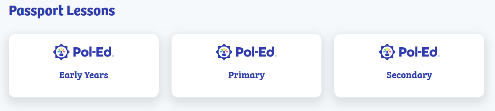 Passport Lessons
Pol-Ed Pol-Ed Pol-Ed
Early Years Primary Secondary